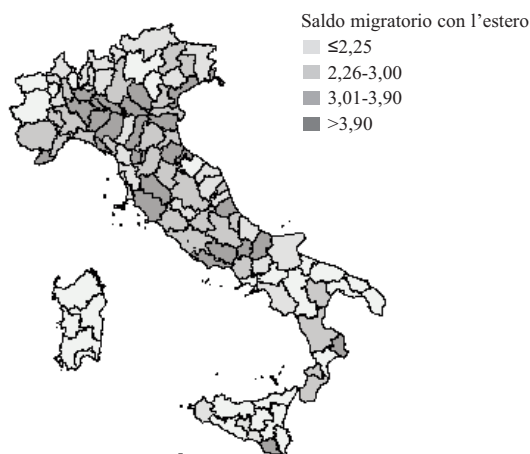 Saldo migratorio con l’estero
≤2,25
2,26-3,00
3,01-3,90
>3,90